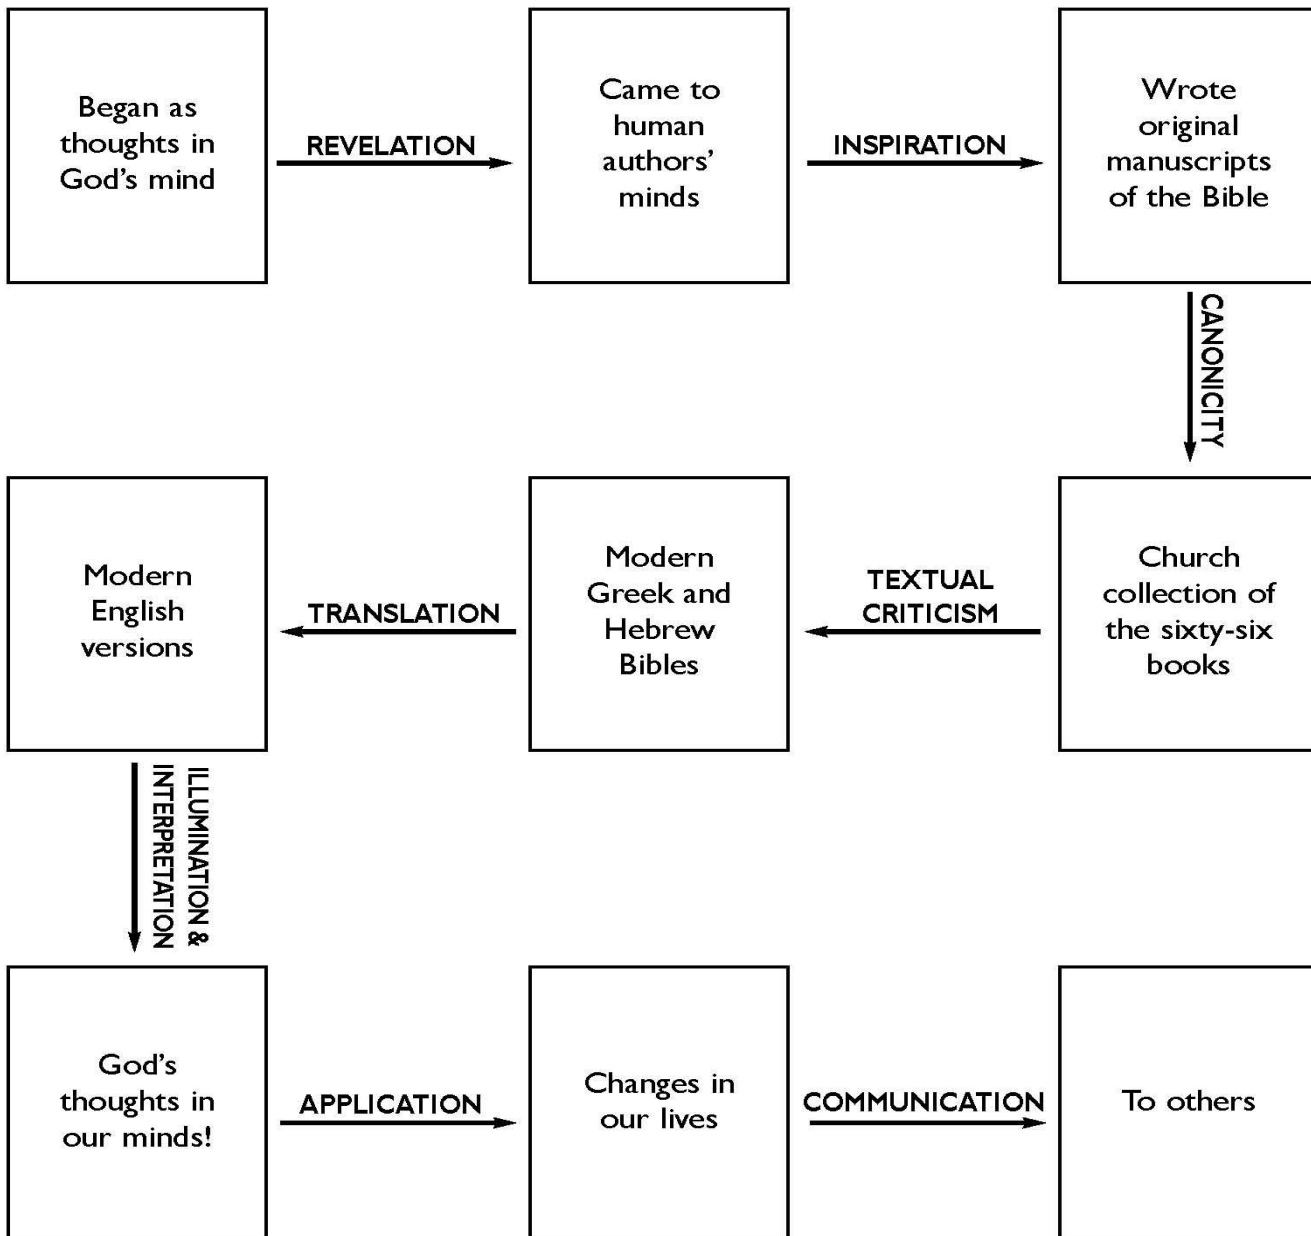 Began as
thoughts in
God's mind
REVELATION
Came to
human
authors'
minds
INSPIRATION
Wrote
original
manuscripts
of the Bible
CANONICITY
Church
collection of
the sixty-six
books
TEXTUAL
CRITICISM
Modern
Greek and
Hebrew
Bibles
TRANSLATION
Modern
English
versions
ILLUMINATION &
INTERPRETATION
God's
thoughts in
our minds!
APPLICATION
Changes in
our lives
COMMUNICATION
To others